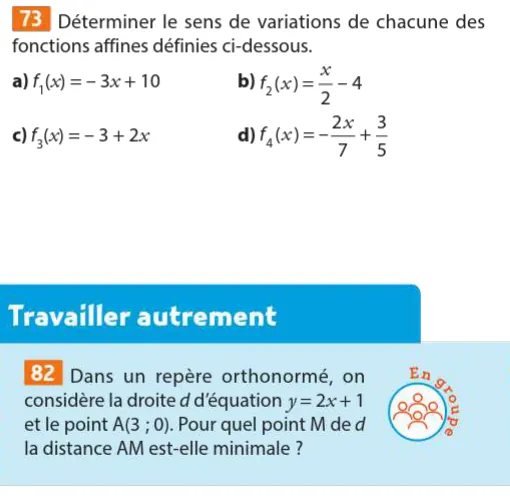 73 Déterminer le sens de variations de chacune des
fonctions affines définies ci-dessous.
a) f₁(x) = – 3x + 10 b) f₂(x) = x/2 – 4
c) f₃(x) = – 3 + 2x d) f₄(x) = – 2x/7 + 3/5
Travailler autrement
82 Dans un repère orthonormé, on
considère la droite d d'équation y = 2x + 1
et le point A(3 ; 0). Pour quel point M de d
la distance AM est-elle minimale ?
En groupe